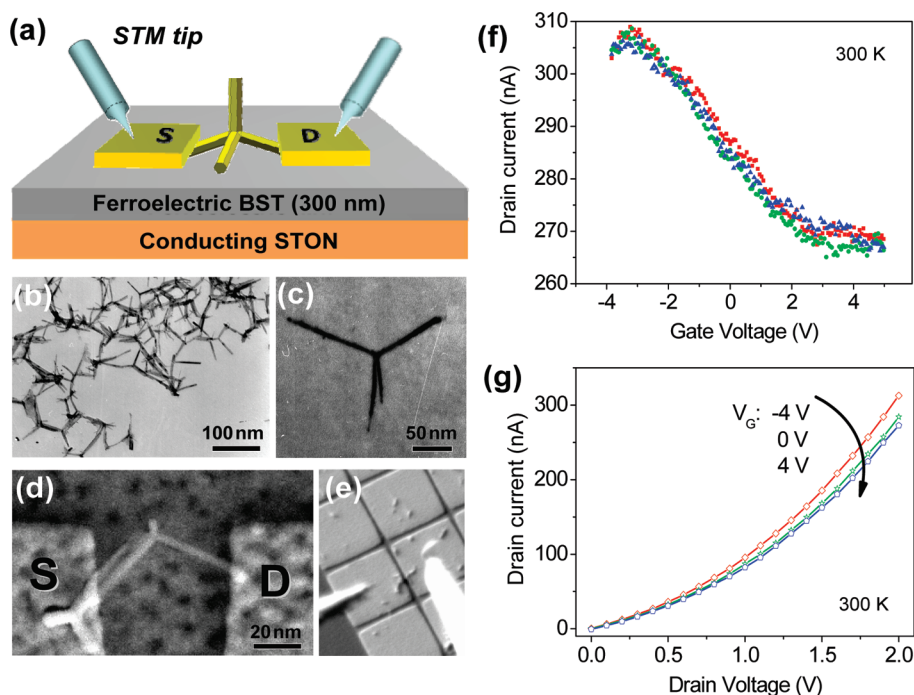 (a)
STM tip
S
D
Ferroelectric BST (300 nm)
Conducting STON
(b)
100 nm
(c)
50 nm
(d)
S
D
20 nm
(e)
(f)
300 K
Drain current (nA)
310
300
290
280
270
260
-4 -2 0 2 4
Gate Voltage (V)
(g)
V_G: -4 V
0 V
4 V
Drain current (nA)
300
200
100
0
300 K
0.0 0.5 1.0 1.5 2.0
Drain Voltage (V)